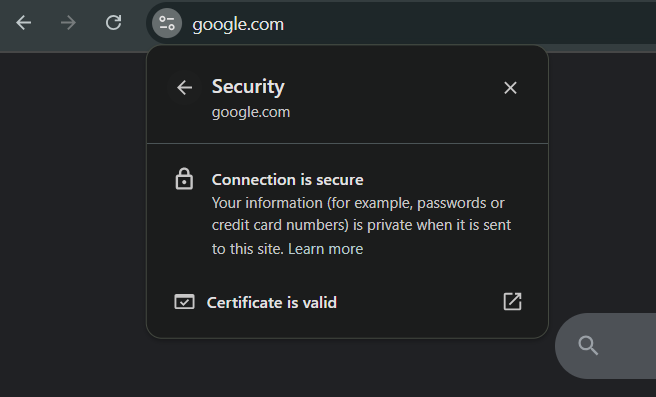 google.com
Security
google.com
Connection is secure
Your information (for example, passwords or
credit card numbers) is private when it is sent
to this site. Learn more
Certificate is valid